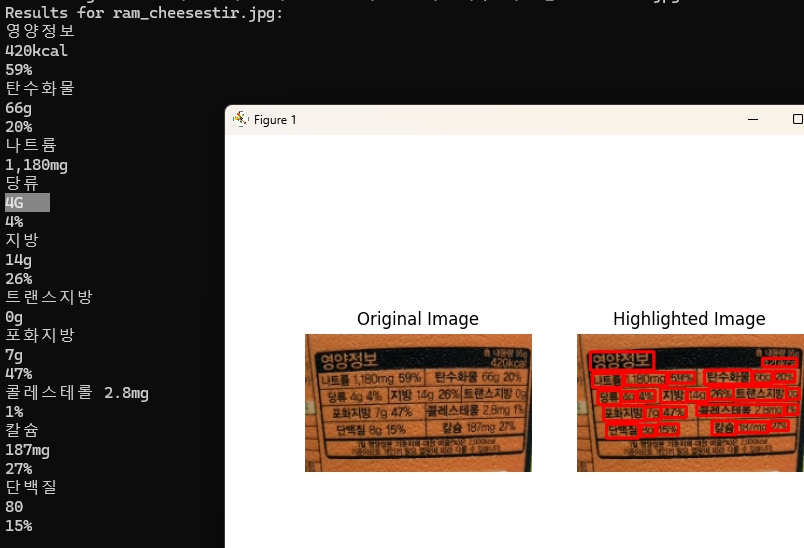 Results for ram_cheesestir.jpg:
영양정보
420kcal
59%
탄수화물
66g
20%
나트륨
1,180mg
당류
4G
4%
지방
14g
26%
트랜스지방
0g
포화지방
7g
47%
콜레스테롤 2.8mg
1%
칼슘
187mg
27%
단백질
80
15%
Figure 1
Original Image
Highlighted Image
영양정보
총 내용량 95g
420kcal
나트륨 1,180mg 59% 탄수화물 66g 20%
당류 4g 4% 지방 14g 26% 트랜스지방 0g
포화지방 7g 47% 콜레스테롤 2.8mg 1%
단백질 8g 15% 칼슘 187mg 27%
영양정보
420kcal
나트륨 1,180mg 59% 탄수화물 66g 20%
당류 4g 4% 지방 14g 26% 트랜스지방 0g
포화지방 7g 47% 콜레스테롤 2.8mg 1%
단백질 8g 15% 칼슘 187mg 27%